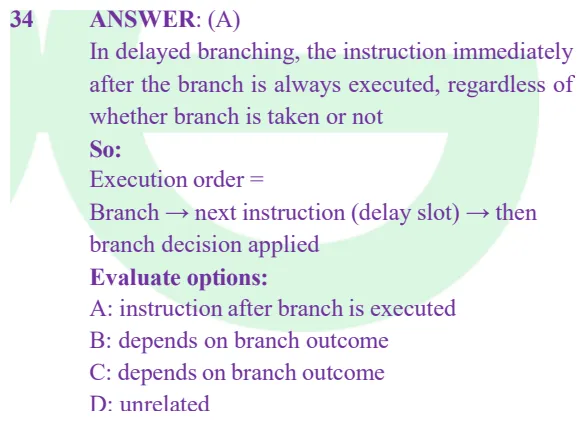 34 ANSWER: (A)
In delayed branching, the instruction immediately
after the branch is always executed, regardless of
whether branch is taken or not
So:
Execution order =
Branch → next instruction (delay slot) → then
branch decision applied
Evaluate options:
A: instruction after branch is executed
B: depends on branch outcome
C: depends on branch outcome
D: unrelated